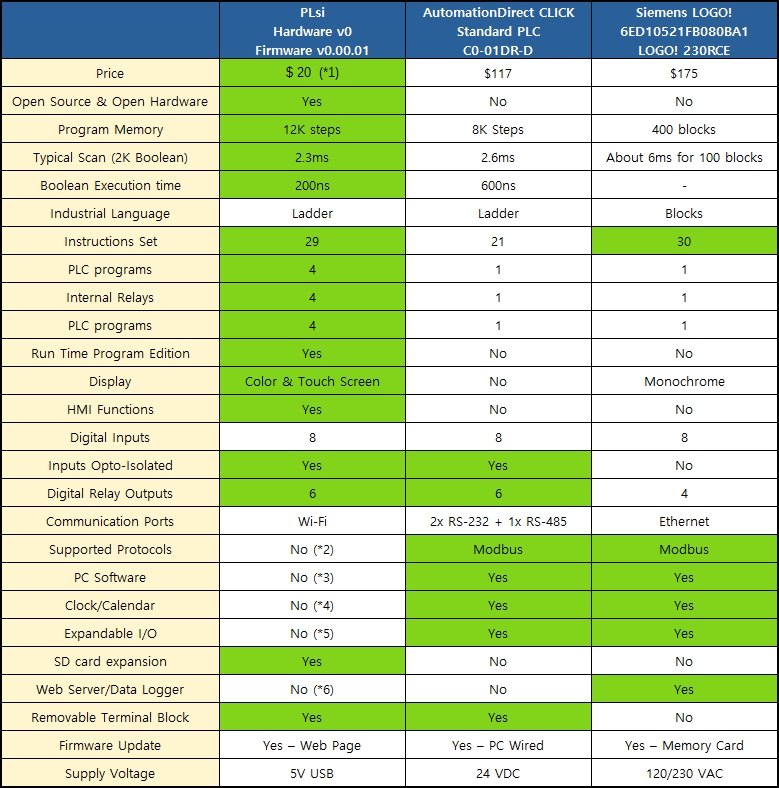 PLsi
Hardware v0
Firmware v0.00.01
AutomationDirect CLICK
Standard PLC
C0-01DR-D
Siemens LOGO!
6ED10521FB080BA1
LOGO! 230RCE
Price $ 20 (*1) $117 $175
Open Source & Open Hardware Yes No No
Program Memory 12K steps 8K Steps 400 blocks
Typical Scan (2K Boolean) 2.3ms 2.6ms About 6ms for 100 blocks
Boolean Execution time 200ns 600ns -
Industrial Language Ladder Ladder Blocks
Instructions Set 29 21 30
PLC programs 4 1 1
Internal Relays 4 1 1
PLC programs 4 1 1
Run Time Program Edition Yes No No
Display Color & Touch Screen No Monochrome
HMI Functions Yes No No
Digital Inputs 8 8 8
Inputs Opto-Isolated Yes Yes No
Digital Relay Outputs 6 6 4
Communication Ports Wi-Fi 2x RS-232 + 1x RS-485 Ethernet
Supported Protocols No (*2) Modbus Modbus
PC Software No (*3) Yes Yes
Clock/Calendar No (*4) Yes Yes
Expandable I/O No (*5) Yes Yes
SD card expansion Yes No No
Web Server/Data Logger No (*6) No Yes
Removable Terminal Block Yes Yes No
Firmware Update Yes – Web Page Yes – PC Wired Yes – Memory Card
Supply Voltage 5V USB 24 VDC 120/230 VAC